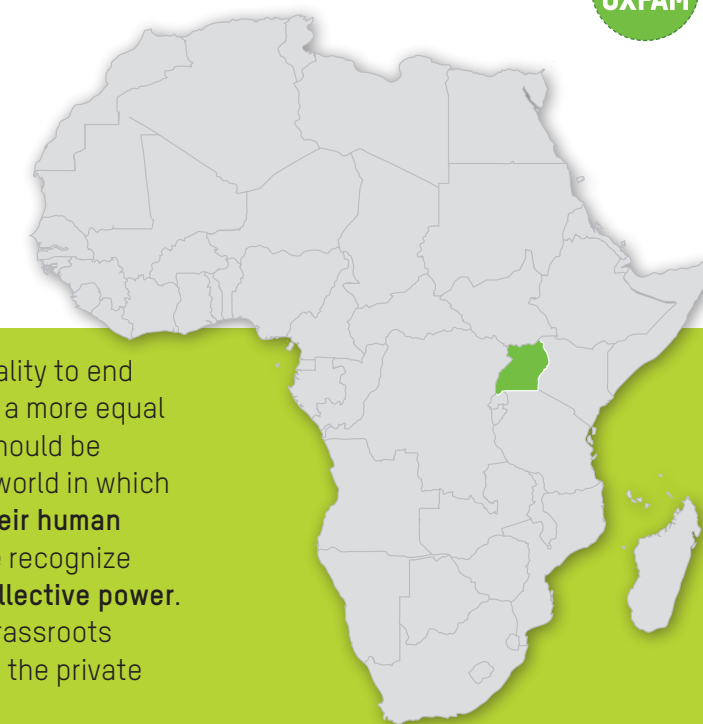 OXFAM
ality to end
a more equal
hould be
world in which
eir human
e recognize
llective power.
rassroots
the private